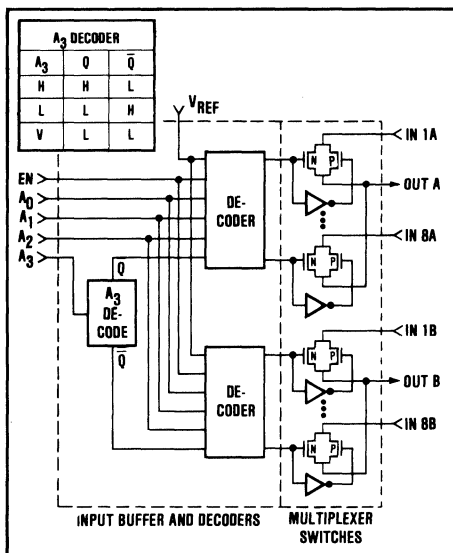 A3 DECODER
A3 Q Q̅
H H L
L L H
V L L
VREF
EN
A0
A1
A2
A3
Q
A3
DE-
CODE
Q̅
DE-
CODER
DE-
CODER
N P
N P
N P
N P
IN 1A
OUT A
IN 8A
IN 1B
OUT B
IN 8B
INPUT BUFFER AND DECODERS
MULTIPLEXER
SWITCHES